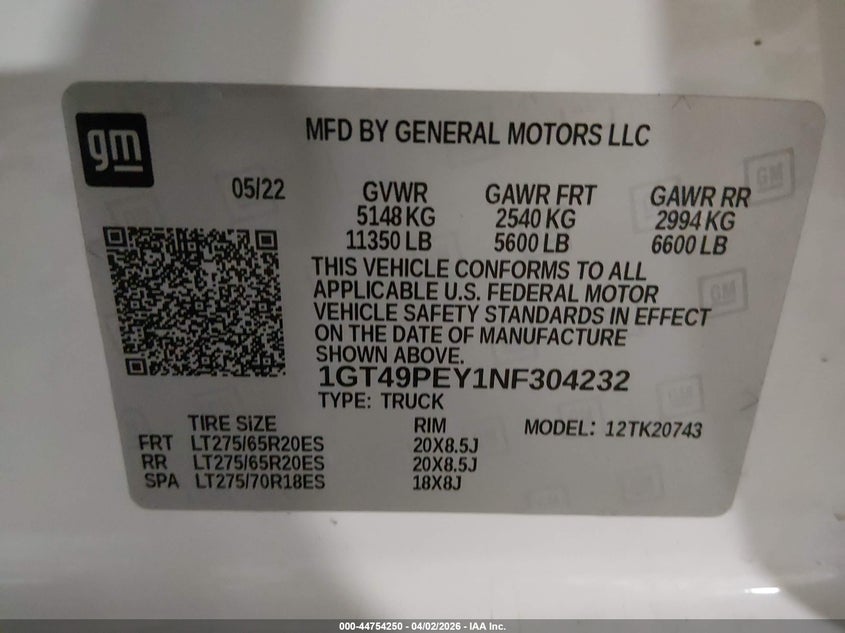 gm
MFD BY GENERAL MOTORS LLC
05/22
GVWR GAWR FRT GAWR RR
5148 KG 2540 KG 2994 KG
11350 LB 5600 LB 6600 LB
THIS VEHICLE CONFORMS TO ALL
APPLICABLE U.S. FEDERAL MOTOR
VEHICLE SAFETY STANDARDS IN EFFECT
ON THE DATE OF MANUFACTURE
SHOWN ABOVE.
1GT49PEY1NF304232
TYPE: TRUCK
TIRE SIZE RIM MODEL: 12TK20743
FRT LT275/65R20ES 20X8.5J
RR LT275/65R20ES 20X8.5J
SPA LT275/70R18ES 18X8J
GM
GM
GM
000-44754250 - 04/02/2026 - IAA Inc.